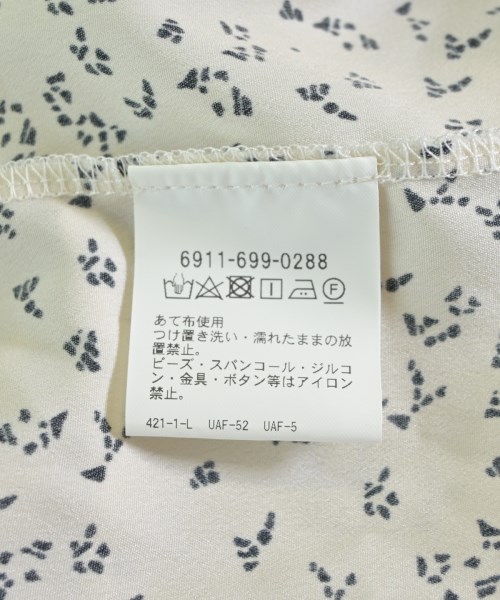 6911-699-0288
あて布使用
つけ置き洗い・濡れたままの放
置禁止。
ビーズ・スパンコール・ジルコ
ン・金具・ボタン等はアイロン
禁止。
421-1-L UAF-52 UAF-5